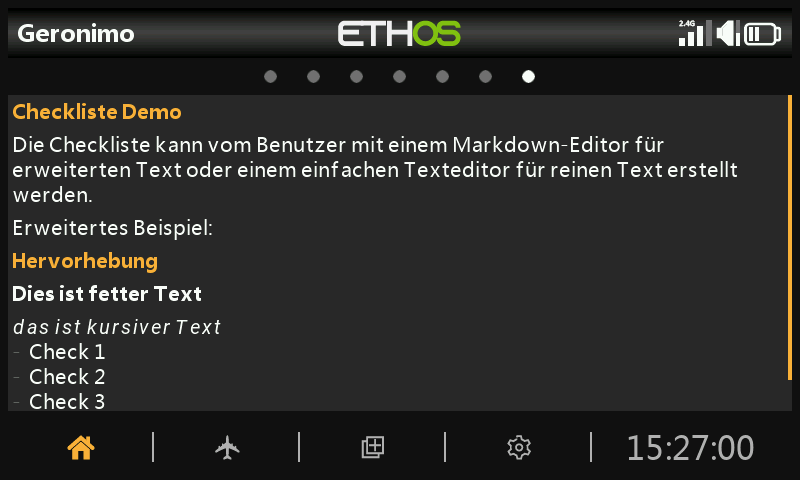 Geronimo
ETHOS
2.4G
Checkliste Demo
Die Checkliste kann vom Benutzer mit einem Markdown-Editor für
erweiterten Text oder einem einfachen Texteditor für reinen Text erstellt
werden.
Erweitertes Beispiel:
Hervorhebung
Dies ist fetter Text
das ist kursiver Text
- Check 1
- Check 2
- Check 3
15:27:00